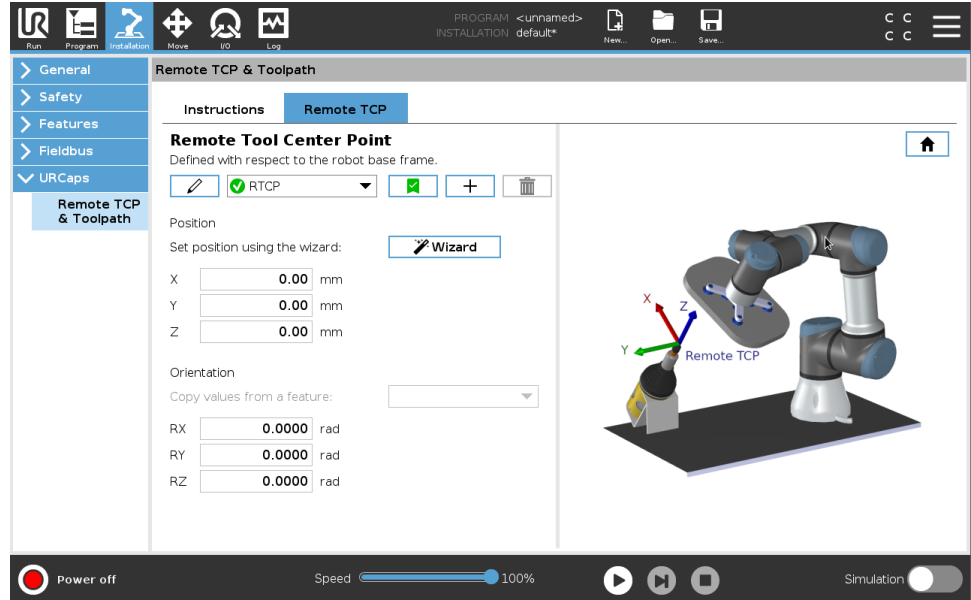 UR
PROGRAM <unnamed>
INSTALLATION default*
C C
C C
Run
Program
Installation
Move
I/O
Log
New...
Open...
Save...
General
Safety
Features
Fieldbus
URCaps
Remote TCP
& Toolpath
Remote TCP & Toolpath
Instructions
Remote TCP
Remote Tool Center Point
Defined with respect to the robot base frame.
RTCP
Position
Set position using the wizard:
Wizard
X 0.00 mm
Y 0.00 mm
Z 0.00 mm
Orientation
Copy values from a feature:
RX 0.0000 rad
RY 0.0000 rad
RZ 0.0000 rad
X
Z
Y
Remote TCP
Power off
Speed
100%
Simulation